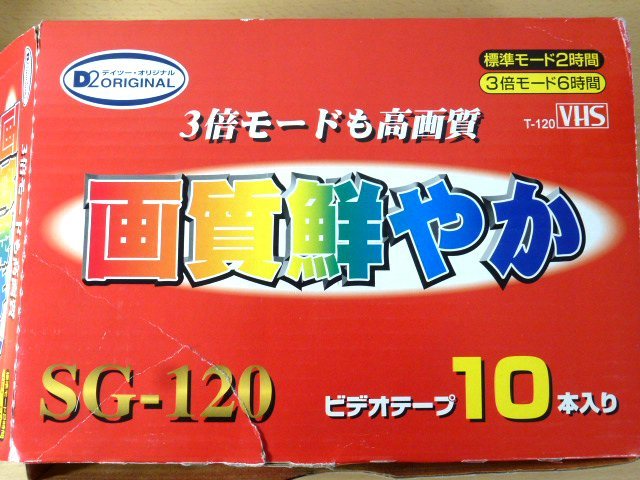 デイツー・オリジナル
D2 ORIGINAL
標準モード2時間
3倍モード6時間
T-120 VHS
3倍モードも高画質
画質鮮やか
SG-120
ビデオテープ10本入り